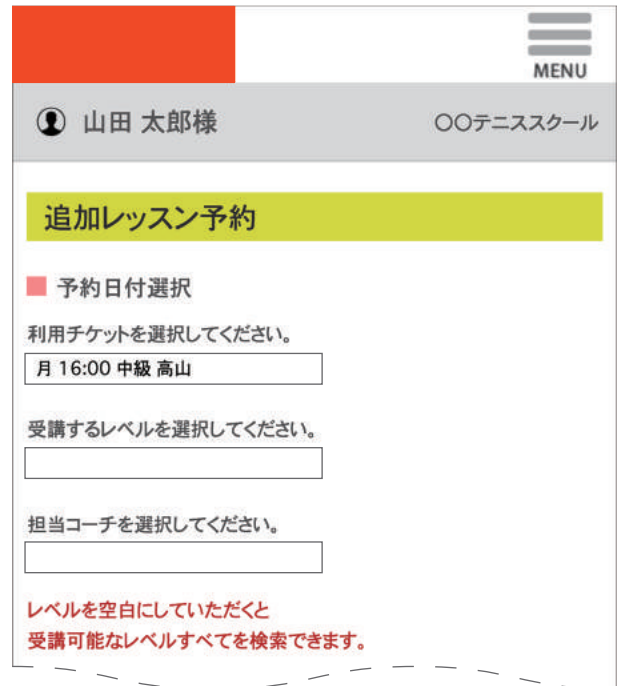 MENU
山田 太郎様
〇〇テニススクール
追加レッスン予約
予約日付選択
利用チケットを選択してください。
月 16:00 中級 高山
受講するレベルを選択してください。
担当コーチを選択してください。
レベルを空白にしていただくと
受講可能なレベルすべてを検索できます。